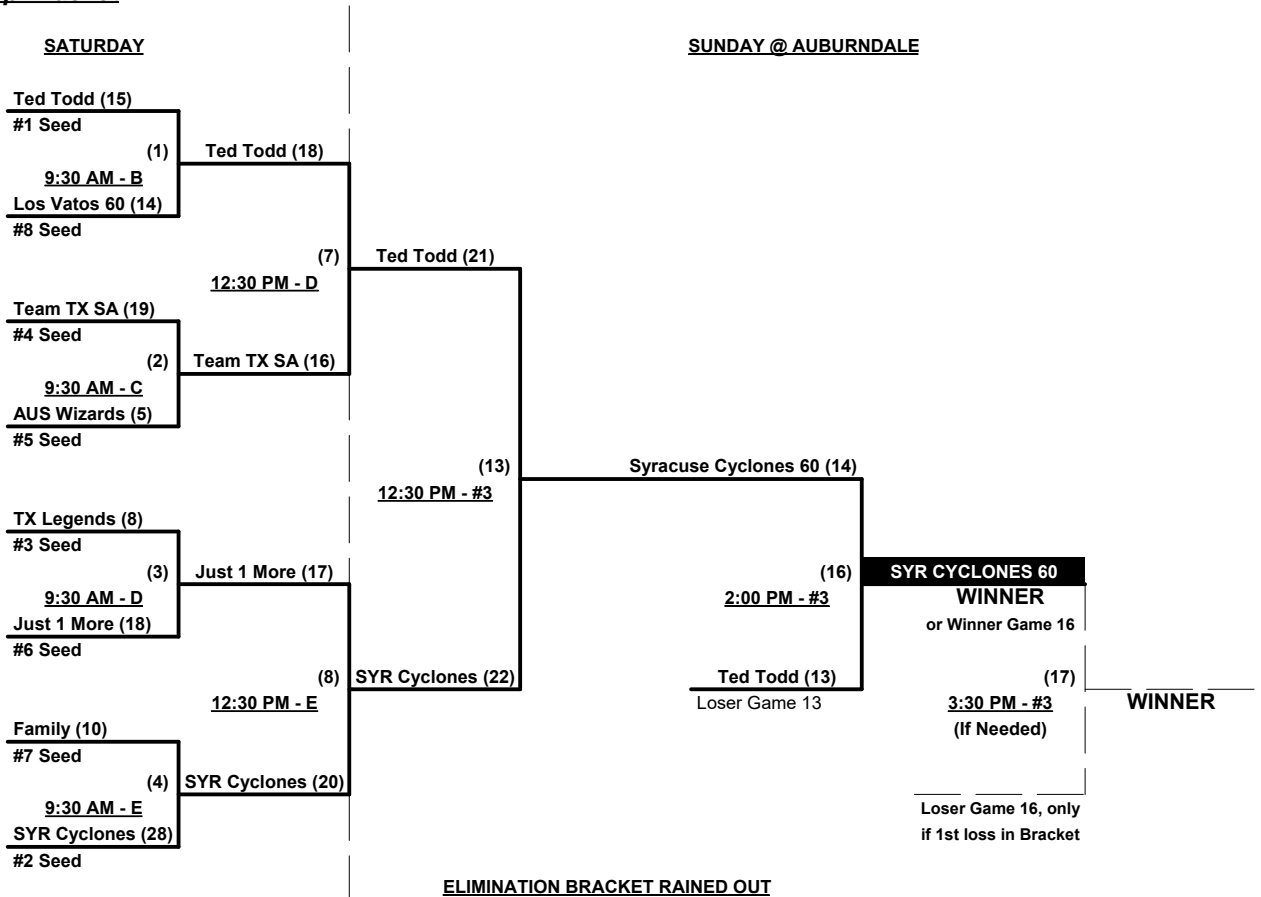 SATURDAY
SUNDAY @ AUBURNDALE
Ted Todd (15)
#1 Seed
(1)
9:30 AM - B
Los Vatos 60 (14)
#8 Seed
Ted Todd (18)
(7)
12:30 PM - D
Team TX SA (19)
#4 Seed
(2)
9:30 AM - C
AUS Wizards (5)
#5 Seed
Team TX SA (16)
Ted Todd (21)
(13)
12:30 PM - #3
TX Legends (8)
#3 Seed
(3)
9:30 AM - D
Just 1 More (18)
#6 Seed
Just 1 More (17)
(8)
12:30 PM - E
Family (10)
#7 Seed
(4)
9:30 AM - E
SYR Cyclones (28)
#2 Seed
SYR Cyclones (20)
SYR Cyclones (22)
Syracuse Cyclones 60 (14)
(16)
2:00 PM - #3
Ted Todd (13)
Loser Game 13
SYR CYCLONES 60
WINNER
or Winner Game 16
(17)
3:30 PM - #3
(If Needed)
WINNER
Loser Game 16, only
if 1st loss in Bracket
ELIMINATION BRACKET RAINED OUT